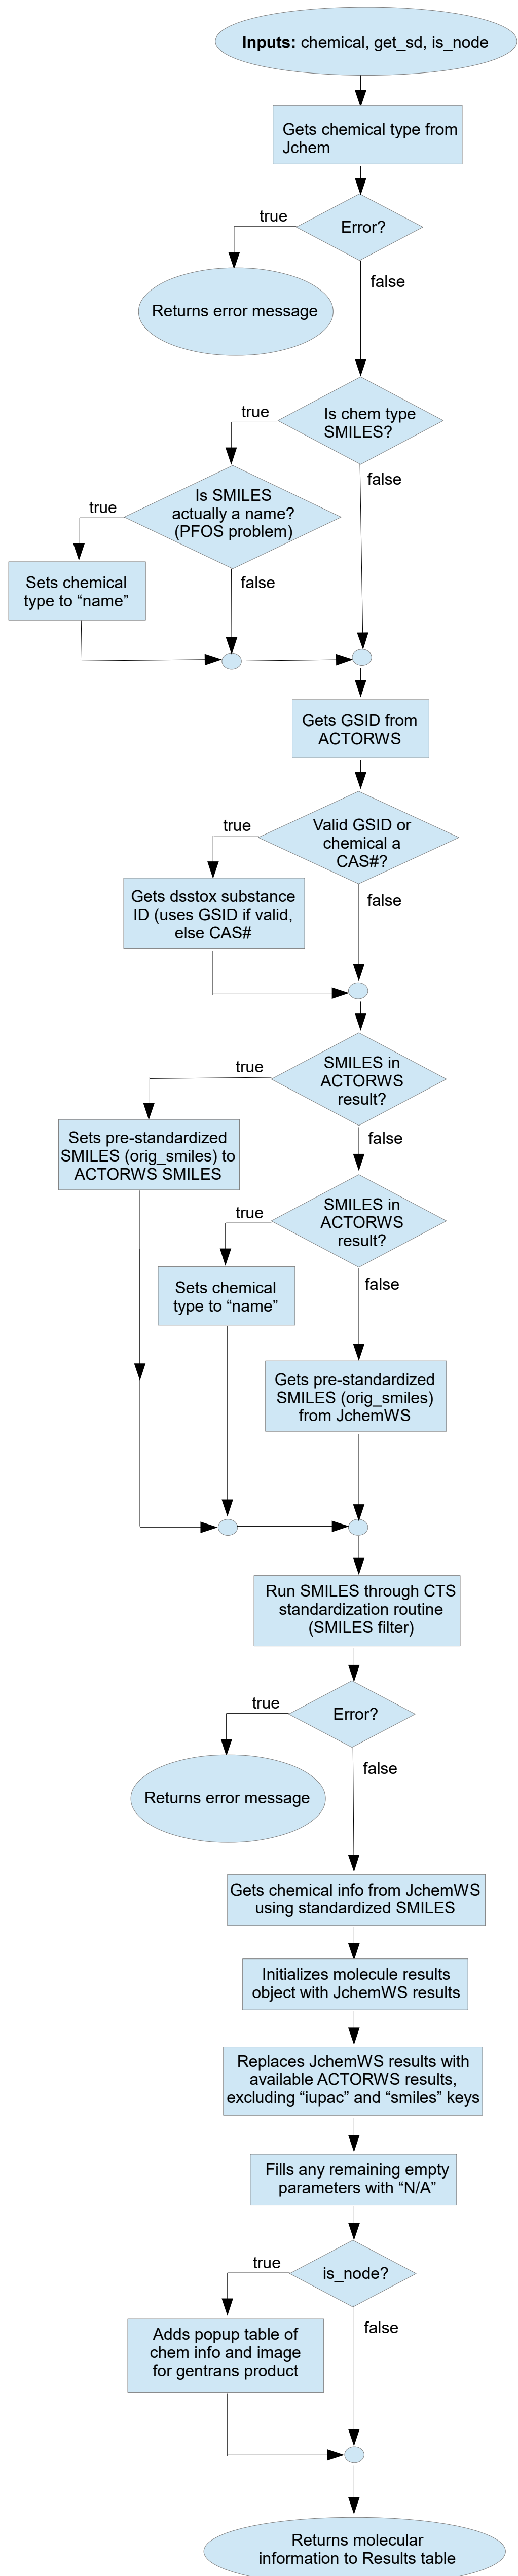 Inputs: chemical, get_sd, is_node
Gets chemical type from
Jchem
true
Error?
false
Returns error message
true
Is chem type
SMILES?
false
Is SMILES
actually a name?
(PFOS problem)
true
false
Sets chemical
type to “name”
Gets GSID from
ACTORWS
true
Valid GSID or
chemical a
CAS#?
false
Gets dsstox substance
ID (uses GSID if valid,
else CAS#
true
SMILES in
ACTORWS
result?
false
Sets pre-standardized
SMILES (orig_smiles) to
ACTORWS SMILES
true
SMILES in
ACTORWS
result?
false
Sets chemical
type to “name”
Gets pre-standardized
SMILES (orig_smiles)
from JchemWS
Run SMILES through CTS
standardization routine
(SMILES filter)
true
Error?
false
Returns error message
Gets chemical info from JchemWS
using standardized SMILES
Initializes molecule results
object with JchemWS results
Replaces JchemWS results with
available ACTORWS results,
excluding “iupac” and “smiles” keys
Fills any remaining empty
parameters with “N/A”
true
is_node?
false
Adds popup table of
chem info and image
for gentrans product
Returns molecular
information to Results table